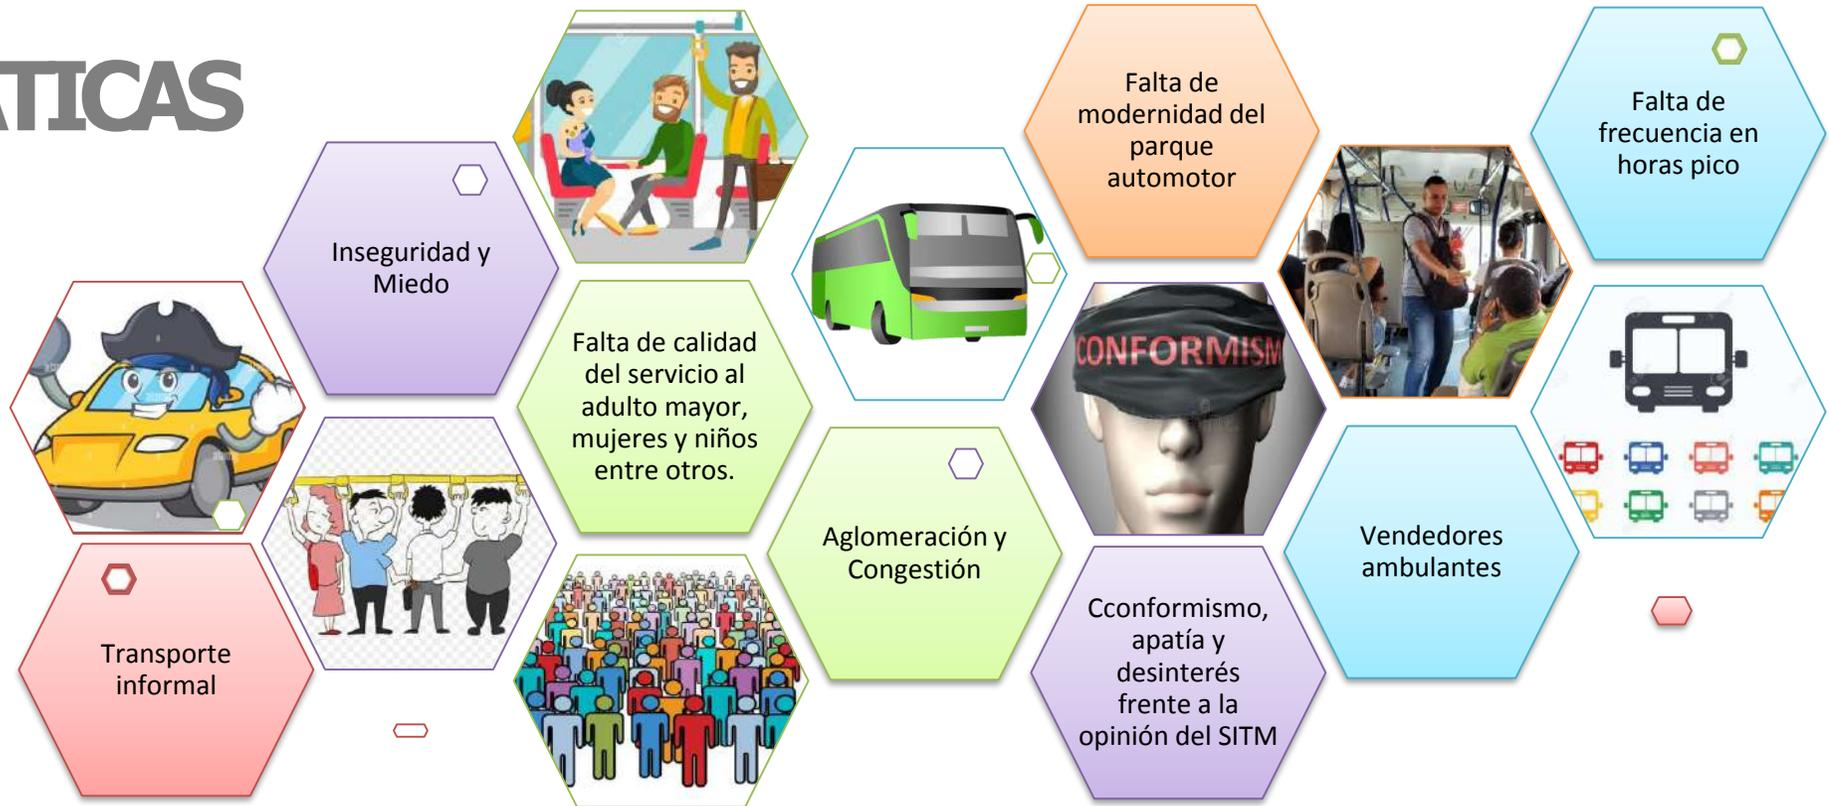 ÁTICAS
Inseguridad y
Miedo
Transporte
informal
Falta de calidad
del servicio al
adulto mayor,
mujeres y niños
entre otros.
Aglomeración y
Congestión
Falta de
modernidad del
parque
automotor
CONFORMISM
Cconformismo,
apatía y
desinterés
frente a la
opinión del SITM
Vendedores
ambulantes
Falta de
frecuencia en
horas pico